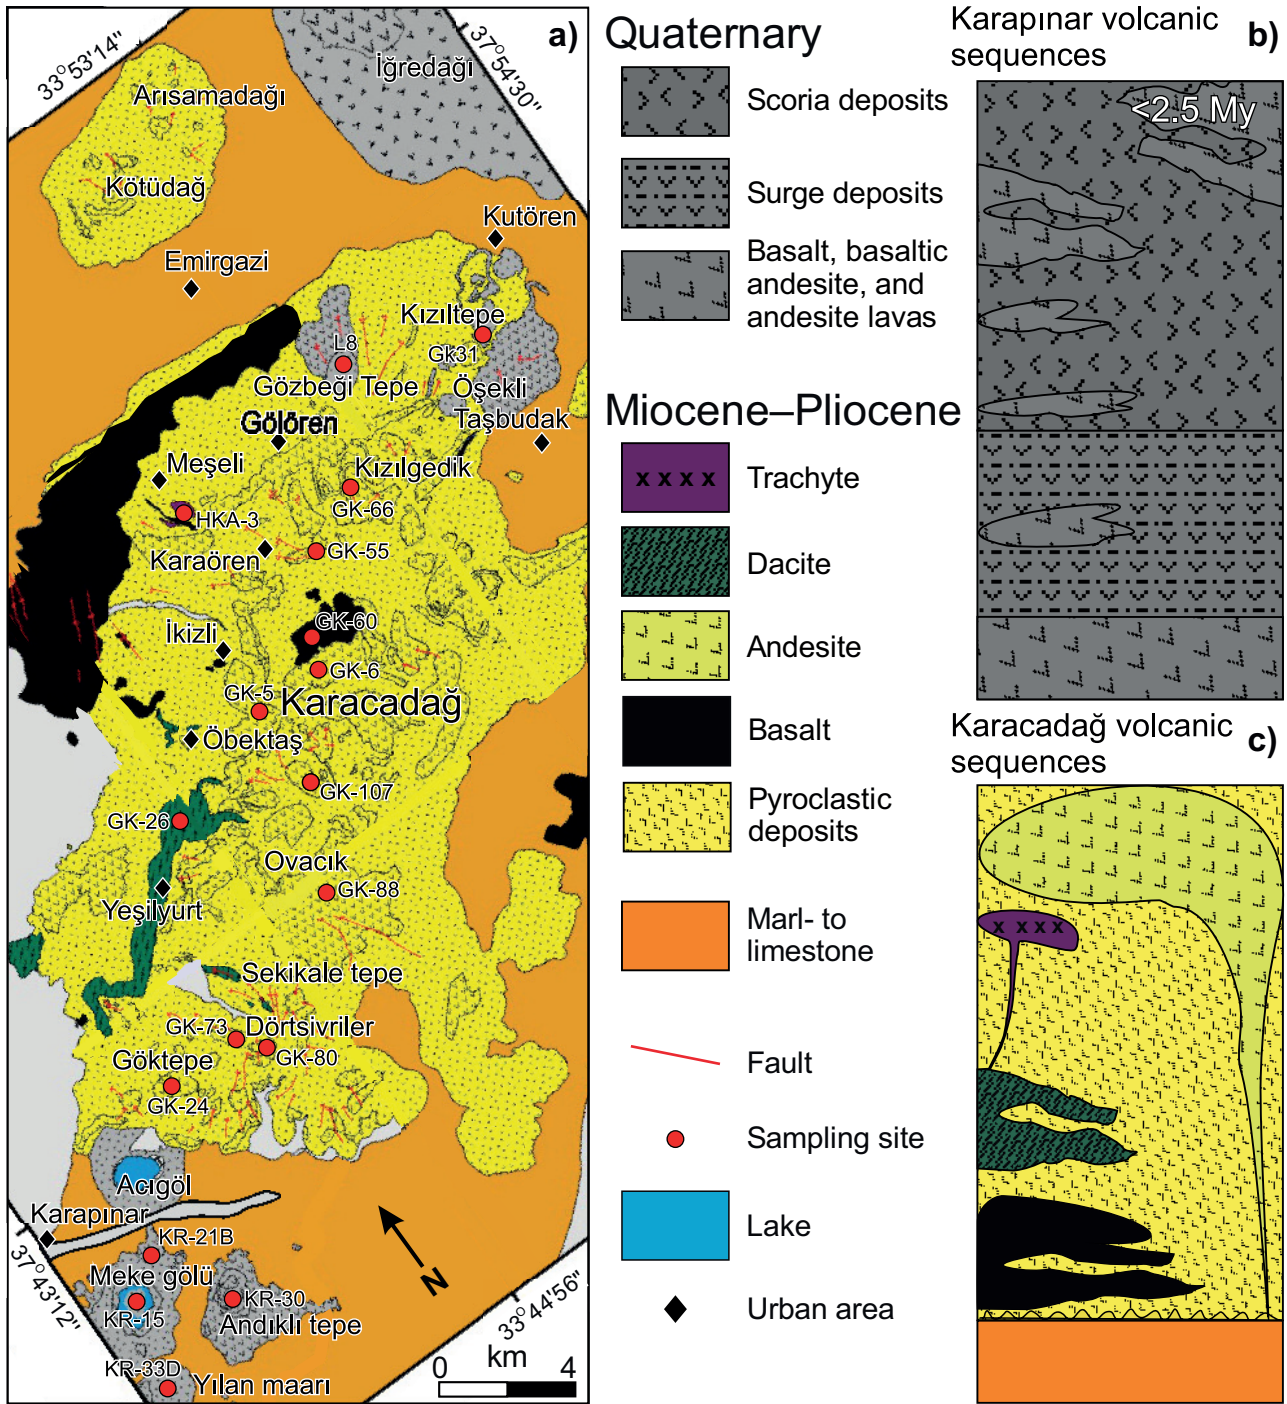 a)
33°53'14"
37°54'30"
İğredağı
Arısamadağı
Kötüdağ
Kutören
Emirgazi
Kızıltepe
L8
Gk31
Gözbeği Tepe
Öşekli
Gölören
Taşbudak
Meşeli
Kızılgedik
GK-66
HKA-3
Karaören
GK-55
GK-60
İkizli
GK-6
GK-5
Karacadağ
Öbektaş
GK-107
GK-26
Ovacık
GK-88
Yeşilyurt
Sekikale tepe
GK-73
Dörtsivriler
GK-80
Göktepe
GK-24
Acıgöl
Karapınar
KR-21B
Meke gölü
KR-15
KR-30
Andıklı tepe
KR-33D
Yılan maarı
37°43'12"
33°44'56"
N
km
0 4
Quaternary
Scoria deposits
Surge deposits
Basalt, basaltic
andesite, and
andesite lavas
Miocene–Pliocene
x x x x
Trachyte
Dacite
Andesite
Basalt
Pyroclastic
deposits
Marl- to
limestone
Fault
Sampling site
Lake
Urban area
Karapınar volcanic
sequences
b)
<2.5 My
Karacadağ volcanic
sequences
c)
x x x x